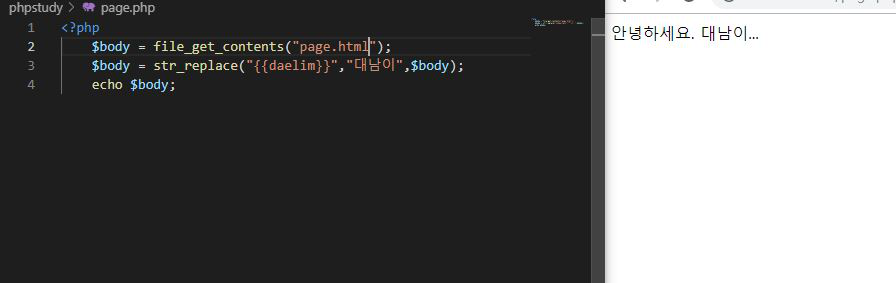 phpstudy > page.php
1 <?php
2 $body = file_get_contents("page.html");
3 $body = str_replace("{{daelim}}","대남이",$body);
4 echo $body;
안녕하세요. 대남이...